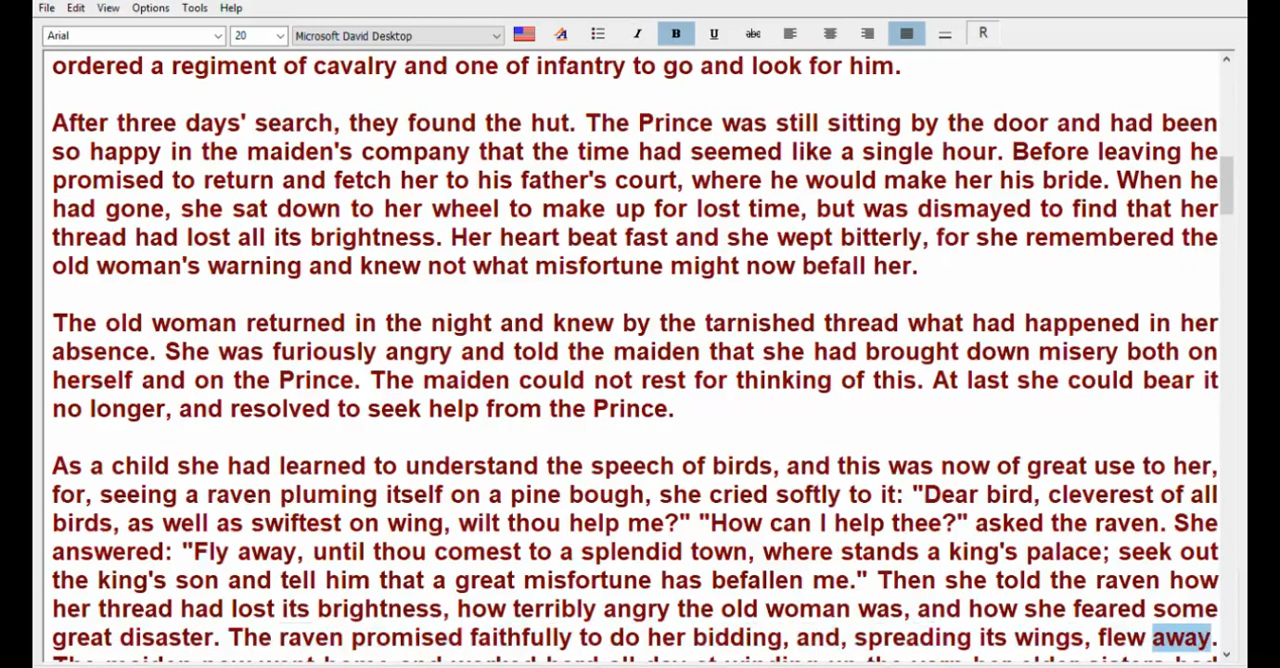 File Edit View Options Tools Help
Arial 20 Microsoft David Desktop I B U abc R
ordered a regiment of cavalry and one of infantry to go and look for him.
After three days' search, they found the hut. The Prince was still sitting by the door and had been
so happy in the maiden's company that the time had seemed like a single hour. Before leaving he
promised to return and fetch her to his father's court, where he would make her his bride. When he
had gone, she sat down to her wheel to make up for lost time, but was dismayed to find that her
thread had lost all its brightness. Her heart beat fast and she wept bitterly, for she remembered the
old woman's warning and knew not what misfortune might now befall her.
The old woman returned in the night and knew by the tarnished thread what had happened in her
absence. She was furiously angry and told the maiden that she had brought down misery both on
herself and on the Prince. The maiden could not rest for thinking of this. At last she could bear it
no longer, and resolved to seek help from the Prince.
As a child she had learned to understand the speech of birds, and this was now of great use to her,
for, seeing a raven pluming itself on a pine bough, she cried softly to it: "Dear bird, cleverest of all
birds, as well as swiftest on wing, wilt thou help me?" "How can I help thee?" asked the raven. She
answered: "Fly away, until thou comest to a splendid town, where stands a king's palace; seek out
the king's son and tell him that a great misfortune has befallen me." Then she told the raven how
her thread had lost its brightness, how terribly angry the old woman was, and how she feared some
great disaster. The raven promised faithfully to do her bidding, and, spreading its wings, flew away.